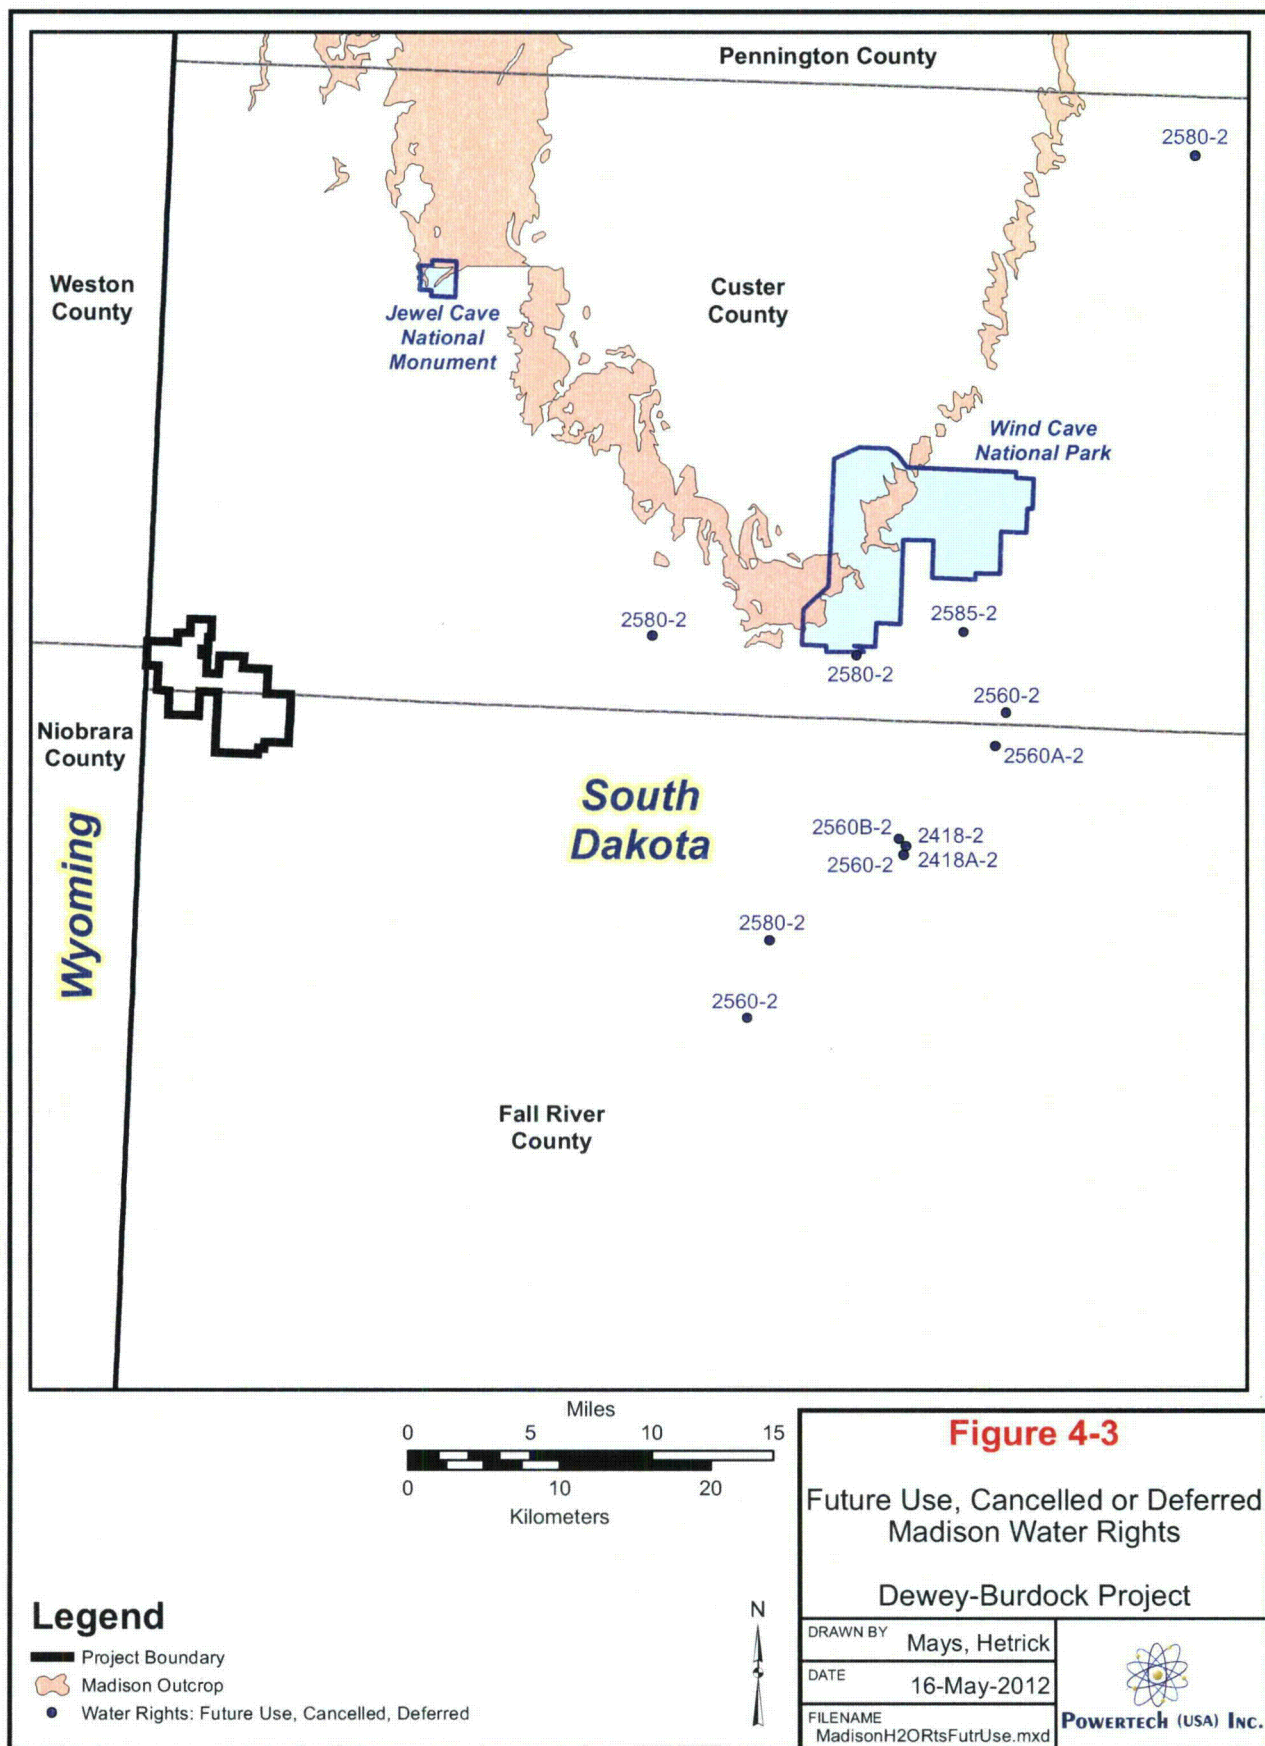 Pennington County
2580-2
Weston
County
Custer
County
Jewel Cave
National
Monument
Wind Cave
National Park
2580-2
2585-2
2580-2
2560-2
Niobrara
County
2560A-2
South
Dakota
Wyoming
2560B-2
2418-2
2560-2
2418A-2
2580-2
2560-2
Fall River
County
Miles
0 5 10 15
0 10 20
Kilometers
Figure 4-3
Future Use, Cancelled or Deferred
Madison Water Rights
Dewey-Burdock Project
Legend
Project Boundary
Madison Outcrop
Water Rights: Future Use, Cancelled, Deferred
N
DRAWN BY Mays, Hetrick
DATE 16-May-2012
FILENAME
MadisonH2ORtsFutrUse.mxd
POWERTECH (USA) INC.